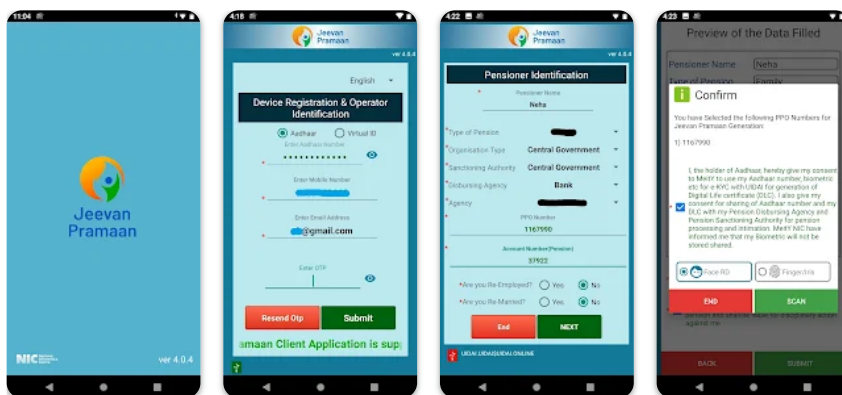 11:04
Jeevan
Pramaan
NIC
ver 4.0.4
4:18
Jeevan
Pramaan
ver 4.0.4
English
Device Registration & Operator
Identification
Aadhaar
Virtual ID
Enter Aadhaar Number
Enter Mobile Number
Enter Email Address
@gmail.com
Enter OTP
Resend Otp
Submit
amaan Client Application is sup
4:22
Jeevan
Pramaan
ver 4.0.4
Pensioner Identification
Pensioner Name
Neha
*Type of Pension
*Organisation Type
Central Government
*Sanctioning Authority
Central Government
*Disbursing Agency
Bank
*Agency
PPO Number
1167990
Account Number(Pension)
37922
*Are you Re-Employed?
Yes
No
*Are you Re-Married?
Yes
No
End
NEXT
4:23
Preview of the Data Filled
Pensioner Name
Neha
Type of Pension
Family
Confirm
You have Selected the following PPO Numbers for
Jeevan Pramaan Generation:
1) 1167990
I, the holder of Aadhaar, hereby give my consent
to MeitY to use my Aadhaar number, biometric
etc for e-KYC with UIDAI for generation of
Digital Life certificate (DLC). I also give my
consent for sharing of Aadhaar number and my
DLC with my Pension Disbursing Agency and
Pension Sanctioning Authority for pension
processing and intimation. MeitY NIC have
informed me that my Biometric will not be
stored shared.
Face RD
Finger/Iris
END
SCAN
against me.
BACK
SUBMIT